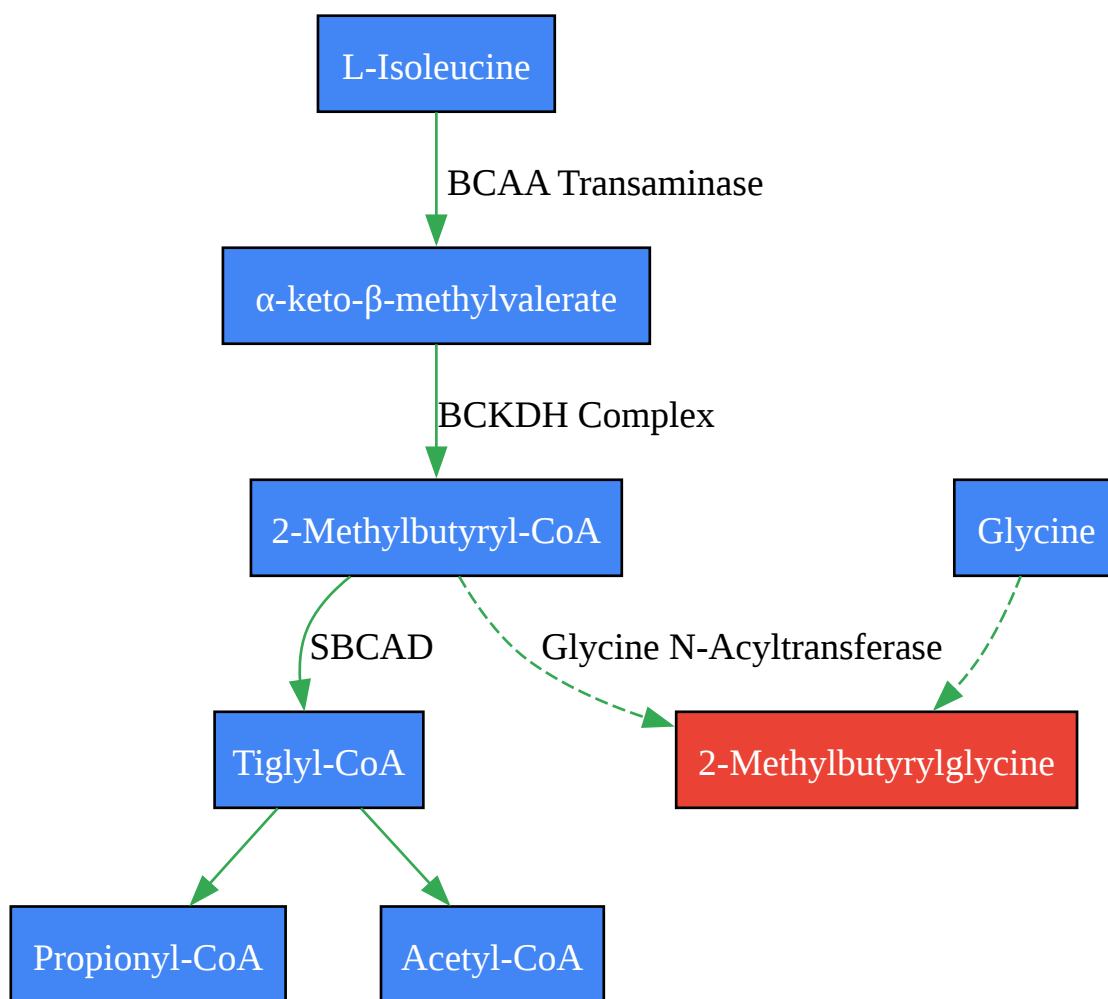 L-Isoleucine
BCAA Transaminase
α-keto-β-methylvalerate
BCKDH Complex
2-Methylbutyryl-CoA
Glycine
SBCAD
Glycine N-Acyltransferase
Tiglyl-CoA
2-Methylbutyrylglycine
Propionyl-CoA
Acetyl-CoA